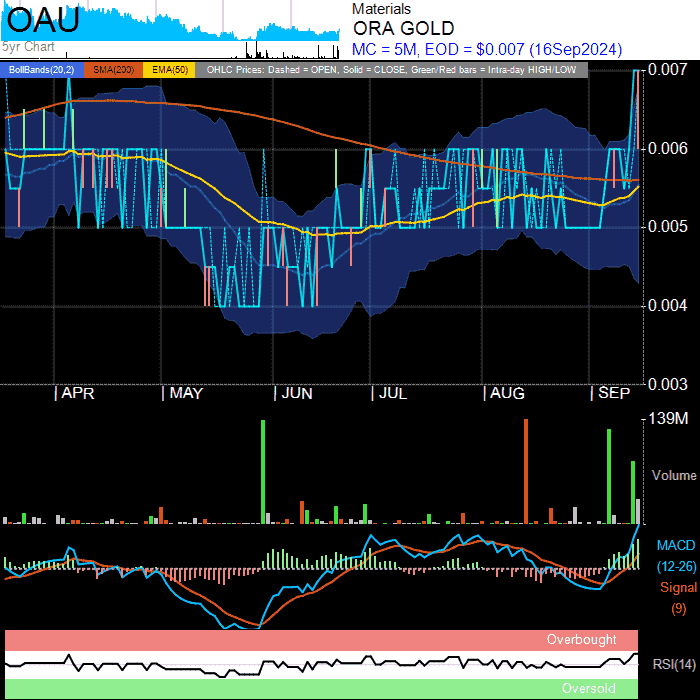 OAU
5yr Chart
Materials
ORA GOLD
MC = 5M, EOD = $0.007 (16Sep2024)
BollBands(20,2) SMA(200) EMA(50) OHLC Prices: Dashed = OPEN, Solid = CLOSE, Green/Red bars = Intra-day HIGH/LOW
0.007
0.006
0.005
0.004
0.003
APR MAY JUN JUL AUG SEP
139M
Volume
MACD
(12-26)
Signal
(9)
Overbought
RSI(14)
Oversold